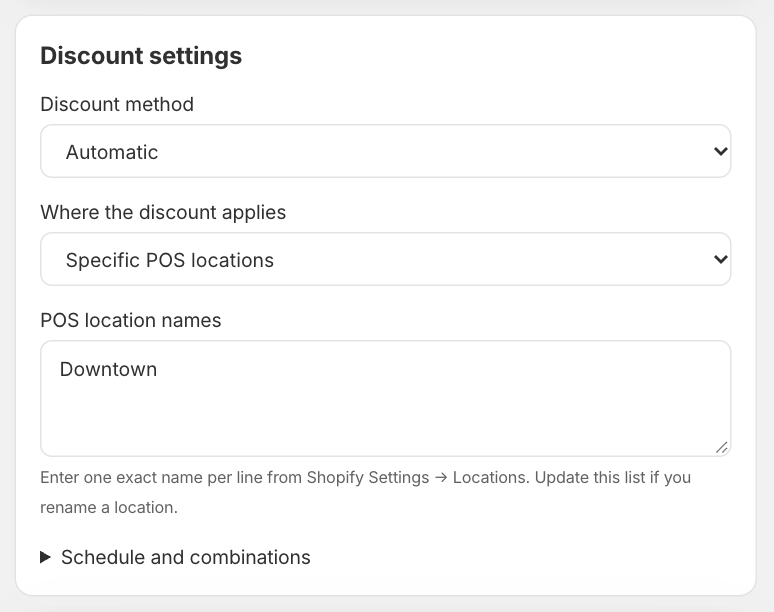 Discount settings
Discount method
Automatic
Where the discount applies
Specific POS locations
POS location names
Downtown
Enter one exact name per line from Shopify Settings → Locations. Update this list if you
rename a location.
Schedule and combinations